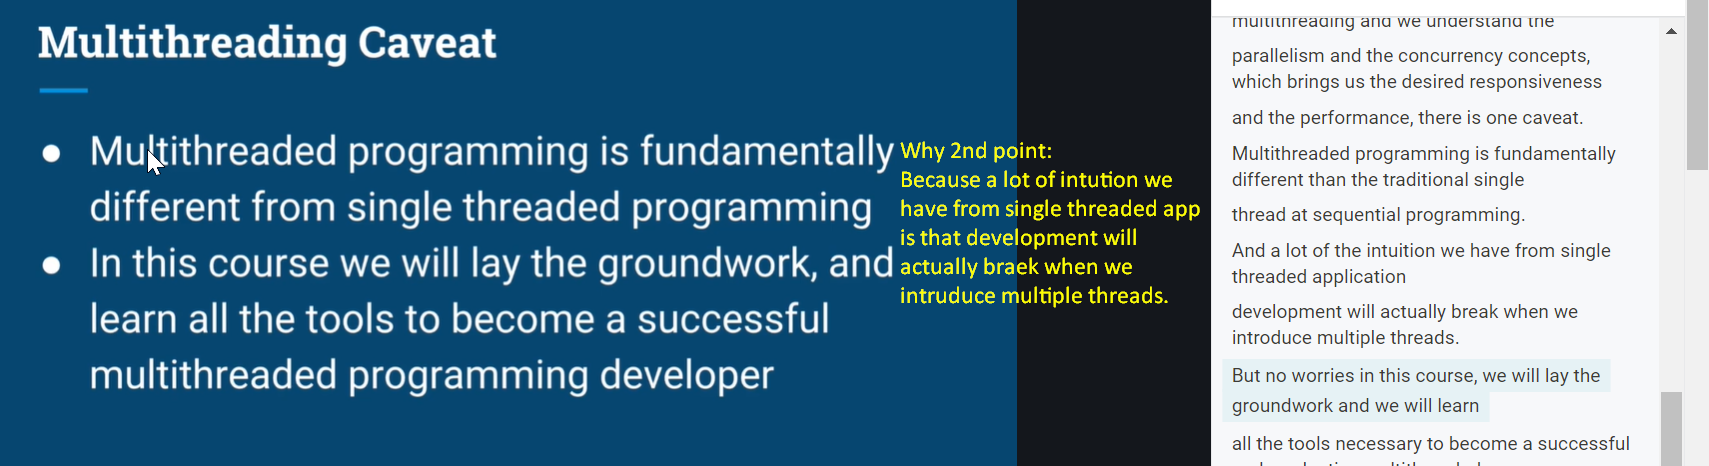 Multithreading Caveat
● Multithreaded programming is fundamentally
different from single threaded programming
● In this course we will lay the groundwork, and
learn all the tools to become a successful
multithreaded programming developer
Why 2nd point:
Because a lot of intution we
have from single threaded app
is that development will
actually braek when we
intruduce multiple threads.
multithreading and we understand the
parallelism and the concurrency concepts,
which brings us the desired responsiveness
and the performance, there is one caveat.
Multithreaded programming is fundamentally
different than the traditional single
thread at sequential programming.
And a lot of the intuition we have from single
threaded application
development will actually break when we
introduce multiple threads.
But no worries in this course, we will lay the
groundwork and we will learn
all the tools necessary to become a successful